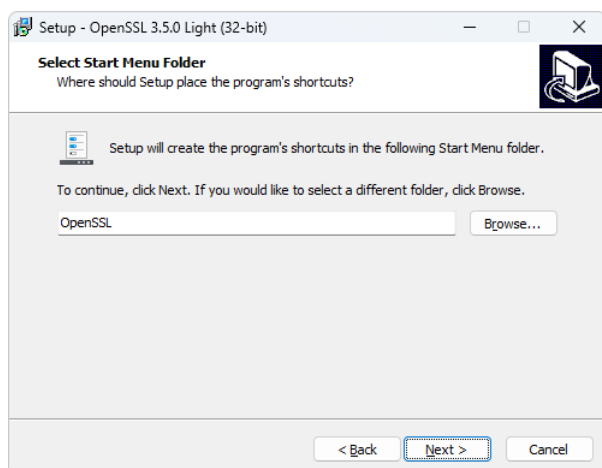 Setup - OpenSSL 3.5.0 Light (32-bit)
Select Start Menu Folder
Where should Setup place the program's shortcuts?
Setup will create the program's shortcuts in the following Start Menu folder.
To continue, click Next. If you would like to select a different folder, click Browse.
OpenSSL
Browse...
< Back
Next >
Cancel